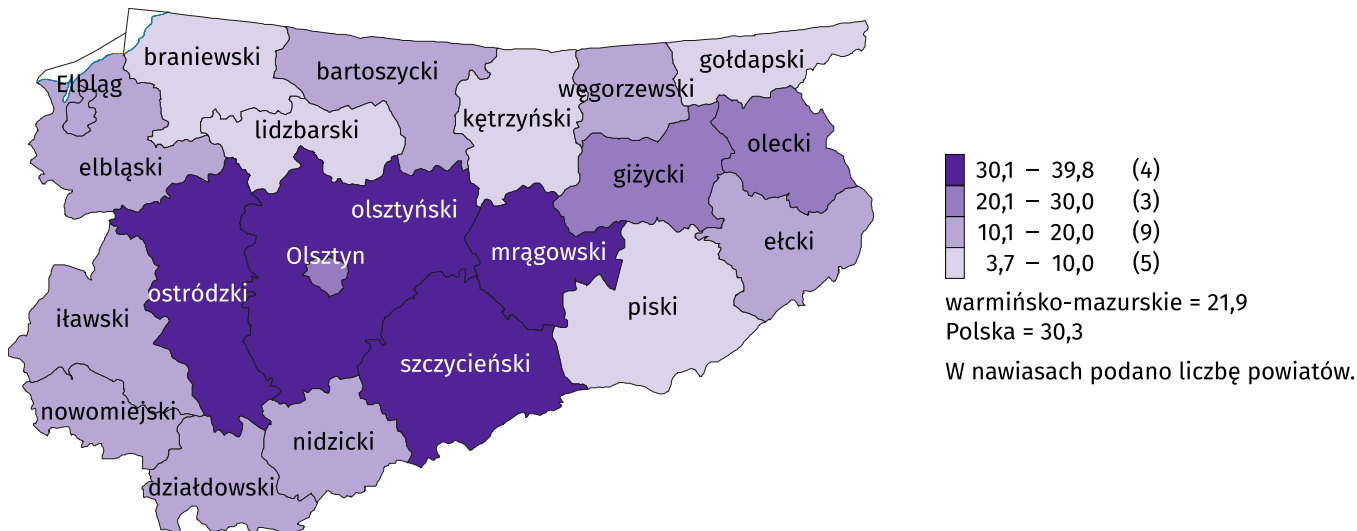 braniewski
gołdapski
bartoszycki
Elbląg
węgorzewski
kętrzyński
lidzbarski
olecki
elbląski
giżycki
olsztyński
ełcki
Olsztyn
mrągowski
ostródzki
piski
iławski
szczycieński
nowomiejski
nidzicki
działdowski
30,1 – 39,8 (4)
20,1 – 30,0 (3)
10,1 – 20,0 (9)
3,7 – 10,0 (5)
warmińsko-mazurskie = 21,9
Polska = 30,3
W nawiasach podano liczbę powiatów.